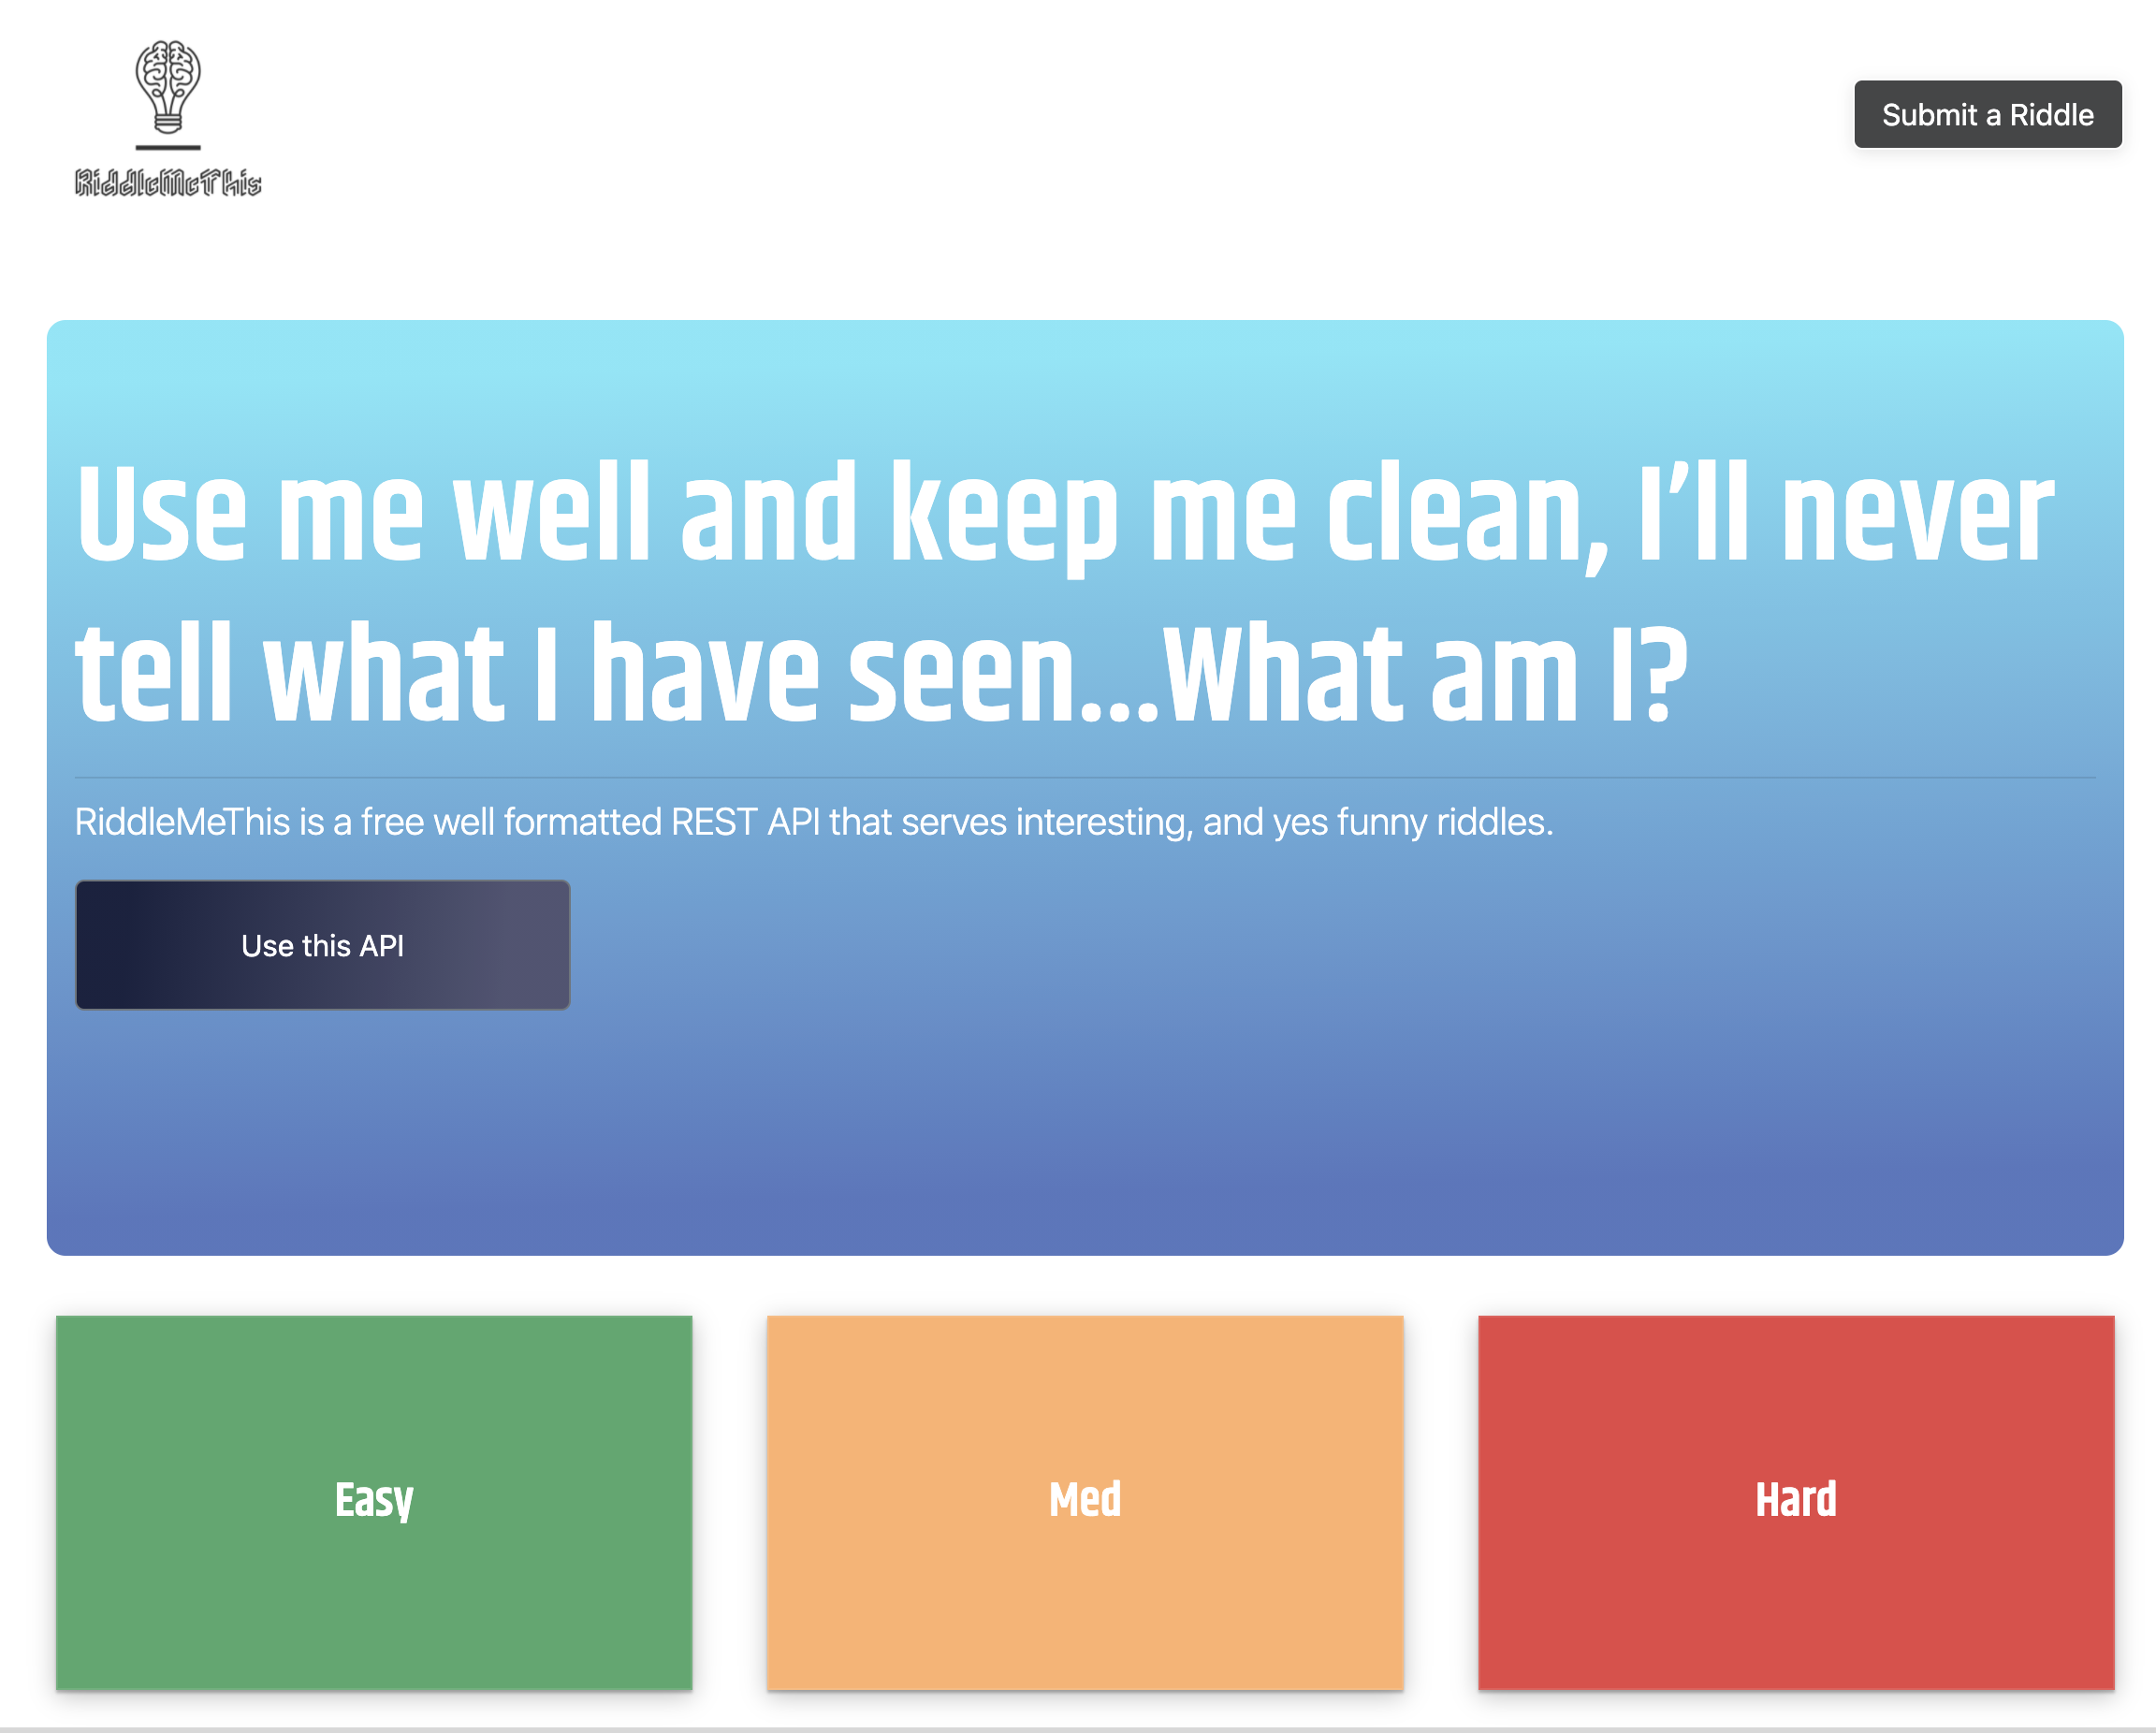 RiddleMeThis
Submit a Riddle
Use me well and keep me clean, I’ll never
tell what I have seen...What am I?
RiddleMeThis is a free well formatted REST API that serves interesting, and yes funny riddles.
Use this API
Easy
Med
Hard